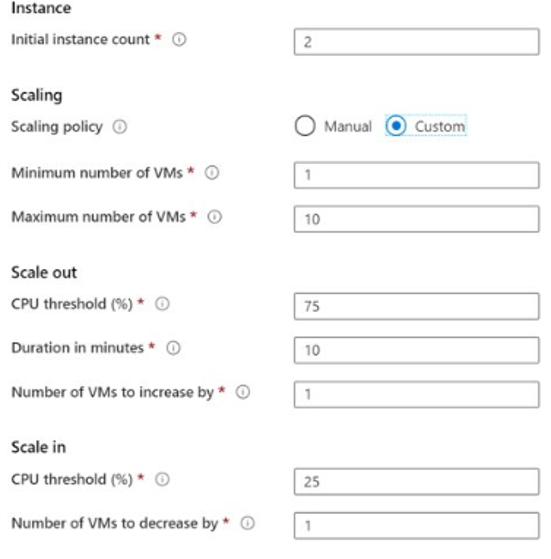 Instance
Initial instance count * 2
Scaling
Scaling policy Manual Custom
Minimum number of VMs * 1
Maximum number of VMs * 10
Scale out
CPU threshold (%) * 75
Duration in minutes * 10
Number of VMs to increase by * 1
Scale in
CPU threshold (%) * 25
Number of VMs to decrease by * 1